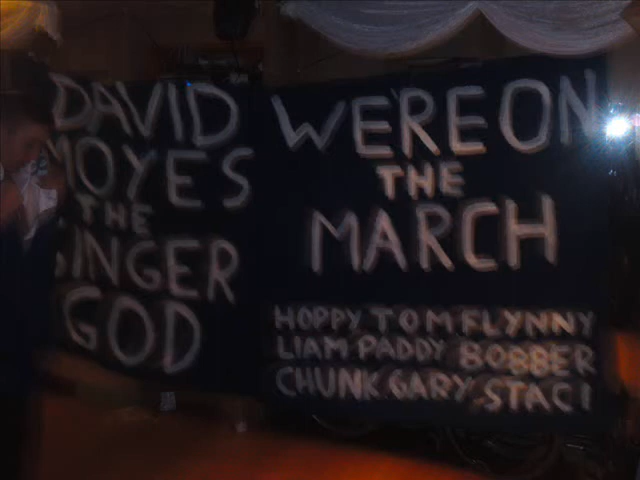 DAVID
MOYES
THE
GINGER
GOD
WE'RE ON
THE
MARCH
HOPPY TOM FLYNNY
LIAM PADDY BOBBER
CHUNK GARY STACI